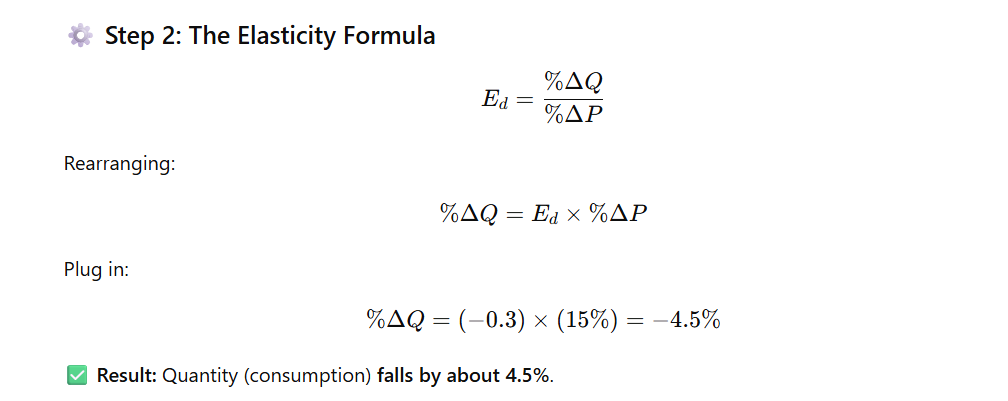 ⚙️ Step 2: The Elasticity Formula
E_d = %ΔQ / %ΔP
Rearranging:
%ΔQ = E_d × %ΔP
Plug in:
%ΔQ = (−0.3) × (15%) = −4.5%
✅ Result: Quantity (consumption) falls by about 4.5%.